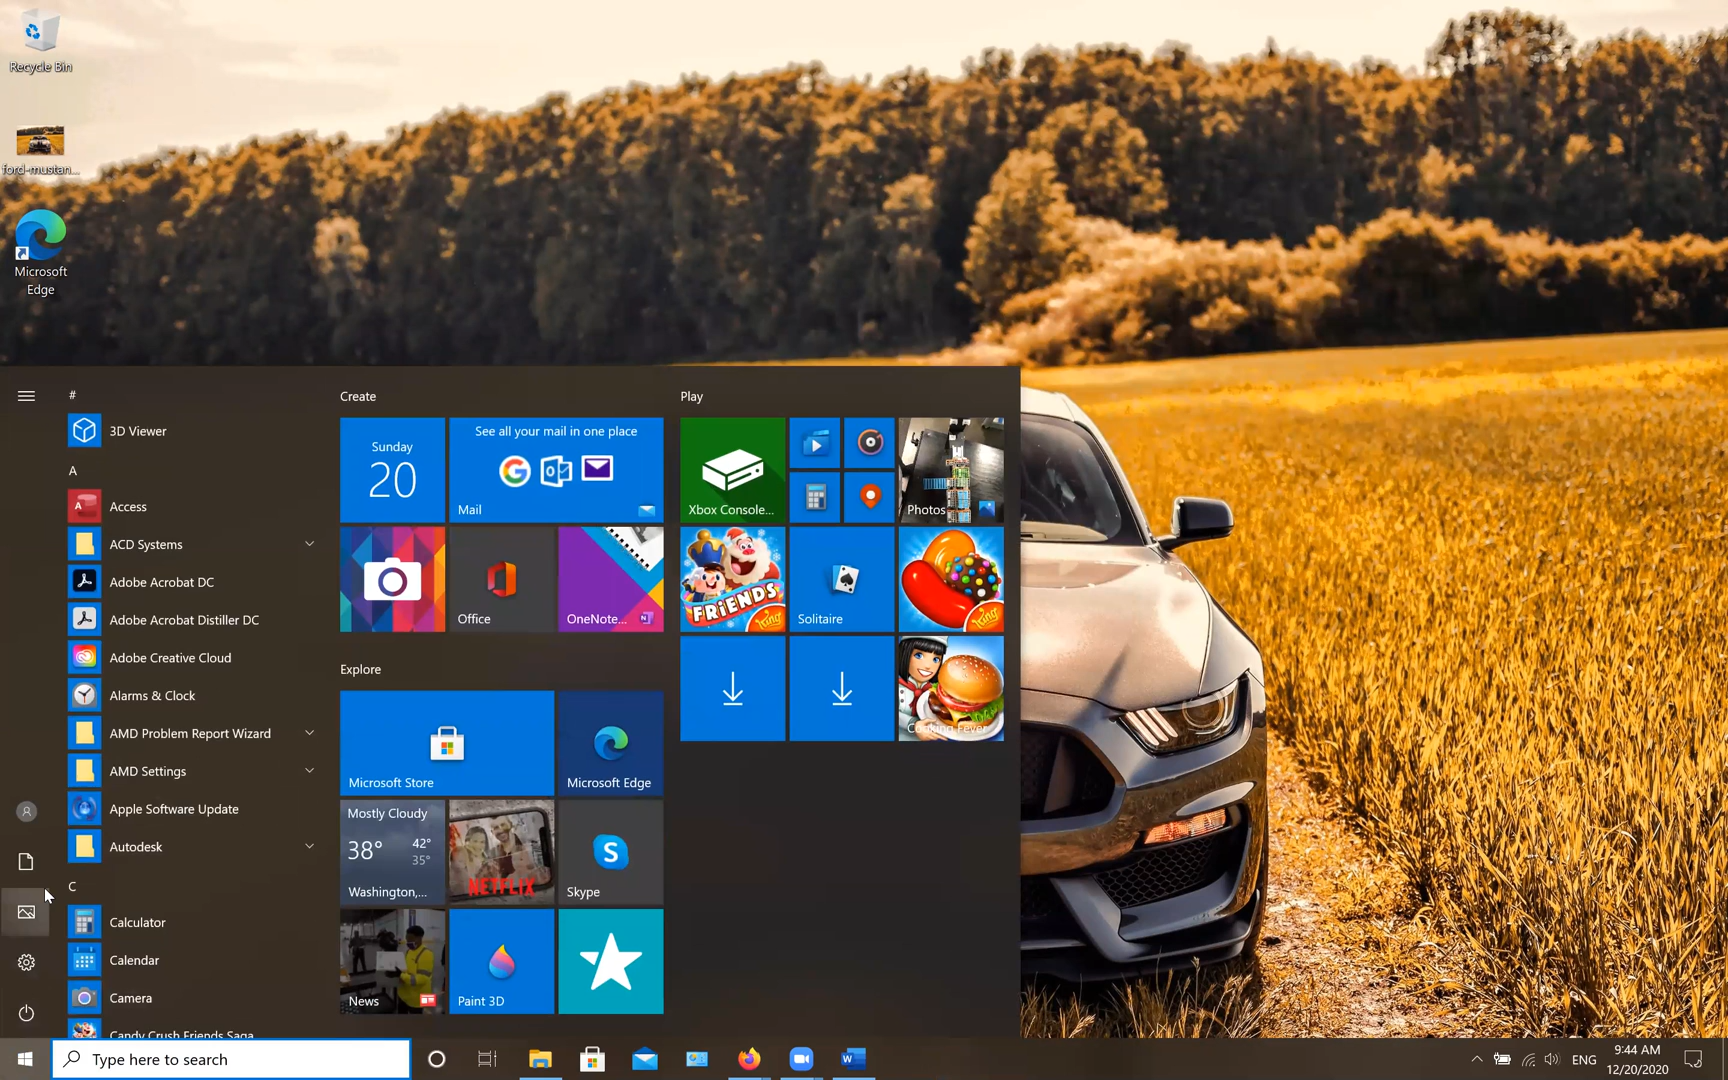 Recycle Bin
ford-mustan...
Microsoft
Edge
#
3D Viewer
A
Access
ACD Systems
Adobe Acrobat DC
Adobe Acrobat Distiller DC
Adobe Creative Cloud
Alarms & Clock
AMD Problem Report Wizard
AMD Settings
Apple Software Update
Autodesk
C
Calculator
Calendar
Camera
Candy Crush Friends Saga
Create
Sunday
20
See all your mail in one place
Mail
Office
OneNote...
Explore
Microsoft Store
Microsoft Edge
Mostly Cloudy
38°
42°
35°
Washington,...
NETFLIX
Skype
News
Paint 3D
Play
Xbox Console...
Photos
FRiENDS
King
Solitaire
King
Cooking Fever
Type here to search
ENG
9:44 AM
12/20/2020